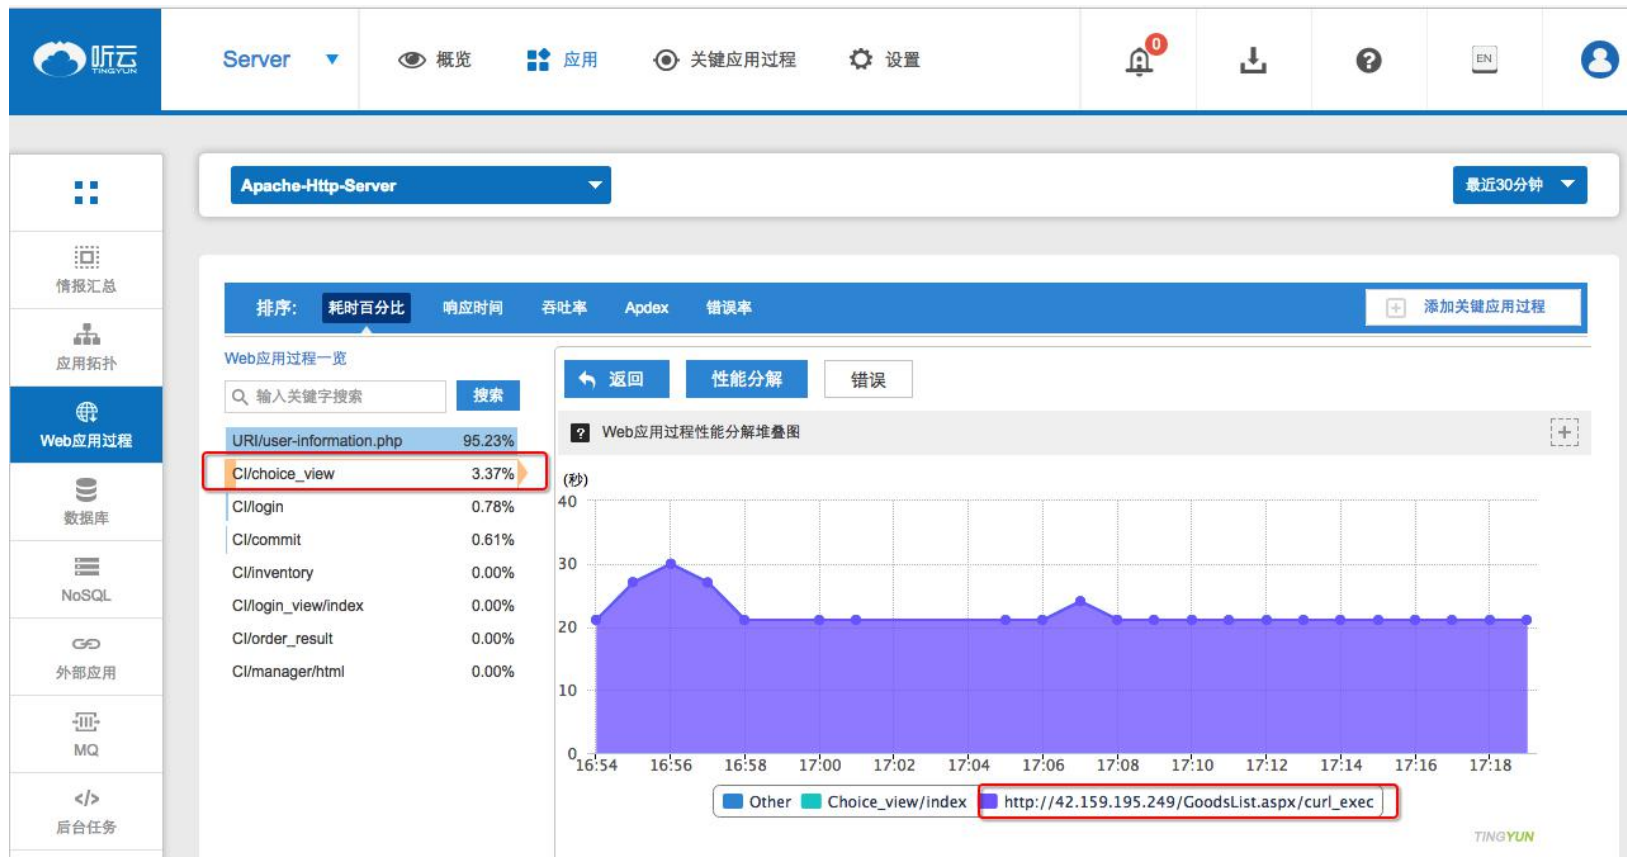 听云
TINGYUN
Server
概览
应用
关键应用过程
设置
0
EN
Apache-Http-Server
最近30分钟
情报汇总
应用拓扑
Web应用过程
数据库
NoSQL
外部应用
MQ
</>
后台任务
排序: 耗时百分比 响应时间 吞吐率 Apdex 错误率
添加关键应用过程
Web应用过程一览
输入关键字搜索 搜索
URI/user-information.php 95.23%
CI/choice_view 3.37%
CI/login 0.78%
CI/commit 0.61%
CI/inventory 0.00%
CI/login_view/index 0.00%
CI/order_result 0.00%
CI/manager/html 0.00%
返回 性能分解 错误
Web应用过程性能分解堆叠图
(秒)
40
30
20
10
0
16:54 16:56 16:58 17:00 17:02 17:04 17:06 17:08 17:10 17:12 17:14 17:16 17:18
Other Choice_view/index http://42.159.195.249/GoodsList.aspx/curl_exec
TINGYUN